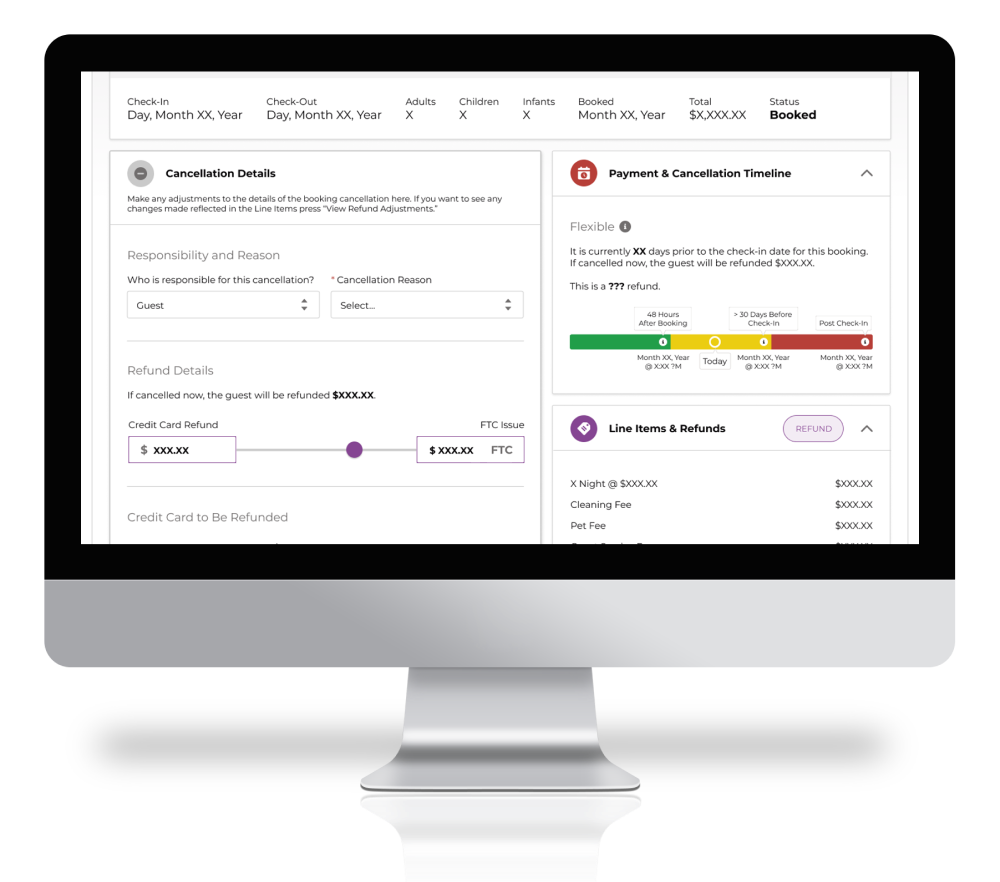 Check-In
Day, Month XX, Year
Check-Out
Day, Month XX, Year
Adults
X
Children
X
Infants
X
Booked
Month XX, Year
Total
$X,XXX.XX
Status
Booked
Cancellation Details
Make any adjustments to the details of the booking cancellation here. If you want to see any
changes made reflected in the Line Items press "View Refund Adjustments."
Responsibility and Reason
Who is responsible for this cancellation?
Guest
* Cancellation Reason
Select...
Refund Details
If cancelled now, the guest will be refunded $XXX.XX.
Credit Card Refund
FTC Issue
$ XXX.XX
$ XXX.XX FTC
Credit Card to Be Refunded
Payment & Cancellation Timeline
Flexible
It is currently XX days prior to the check-in date for this booking.
If cancelled now, the guest will be refunded $XXX.XX.
This is a ??? refund.
48 Hours
After Booking
> 30 Days Before
Check-In
Post Check-In
Month XX, Year
@ X:XX ?M
Today
Month XX, Year
@ X:XX ?M
Month XX, Year
@ X:XX ?M
Line Items & Refunds
REFUND
X Night @ $XXX.XX $XXX.XX
Cleaning Fee $XXX.XX
Pet Fee $XXX.XX